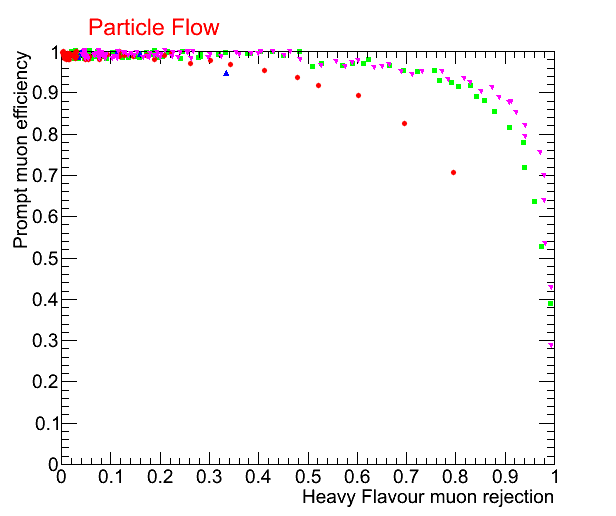 Particle Flow
Prompt muon efficiency
1
0.9
0.8
0.7
0.6
0.5
0.4
0.3
0.2
0.1
0
0 0.1 0.2 0.3 0.4 0.5 0.6 0.7 0.8 0.9 1
Heavy Flavour muon rejection